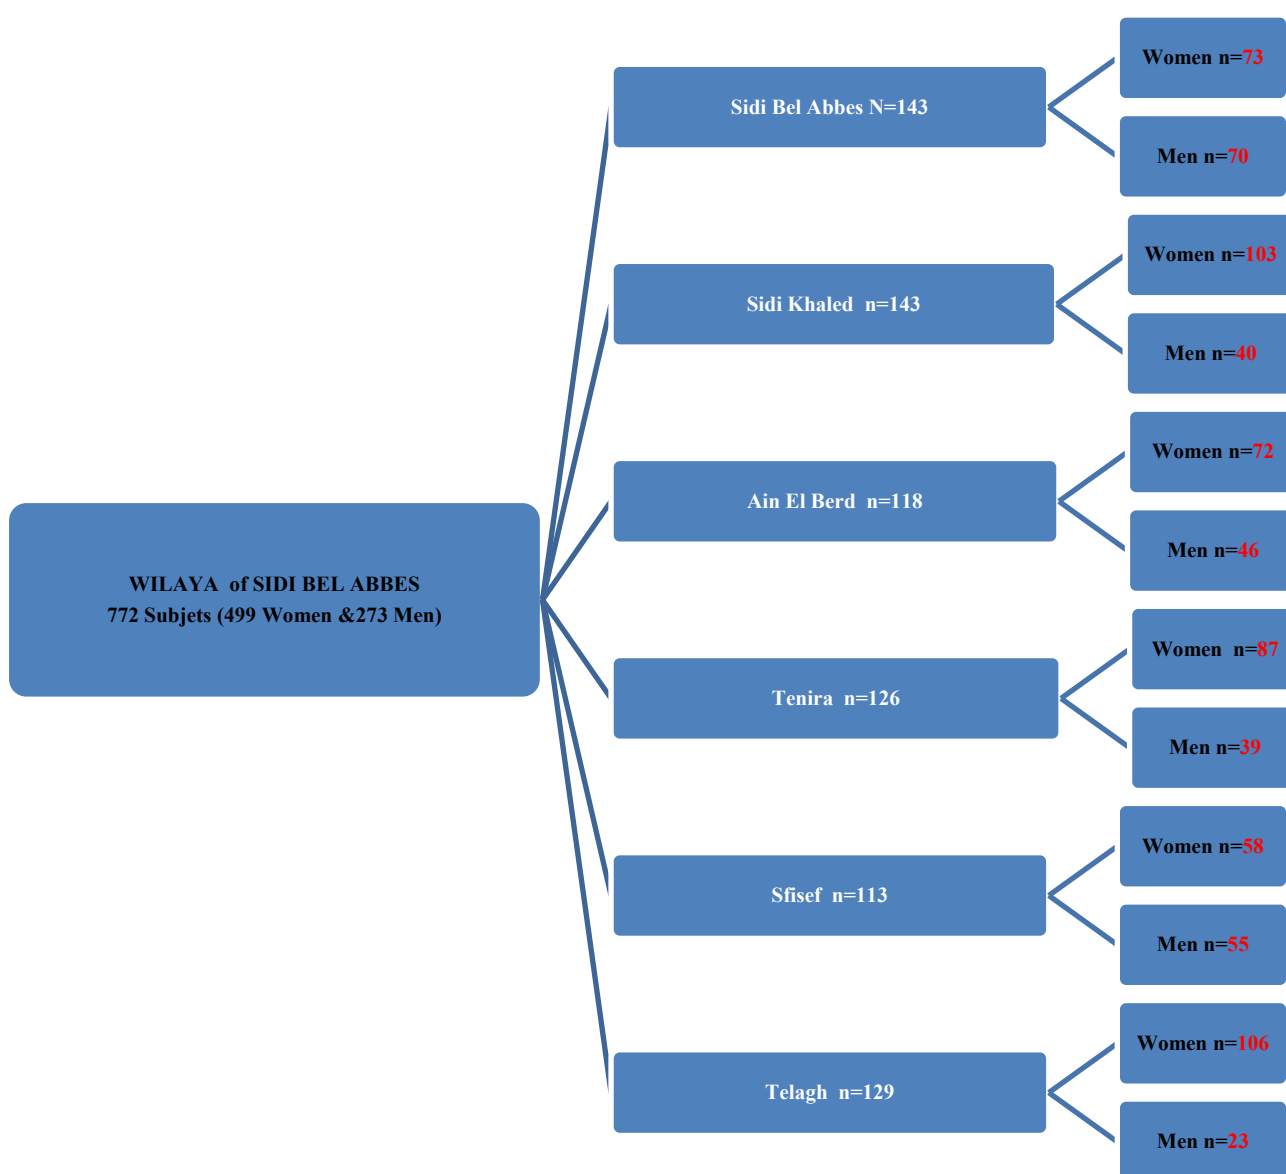 WILAYA  of SIDI BEL ABBES
772 Subjets (499 Women &273 Men)
Sidi Bel Abbes N=143
Women n=73
Men n=70
Sidi Khaled  n=143
Women n=103
Men n=40
Ain El Berd  n=118
Women n=72
Men n=46
Tenira  n=126
Women  n=87
Men n=39
Sfisef  n=113
Women n=58
Men n=55
Telagh  n=129
Women n=106
Men n=23